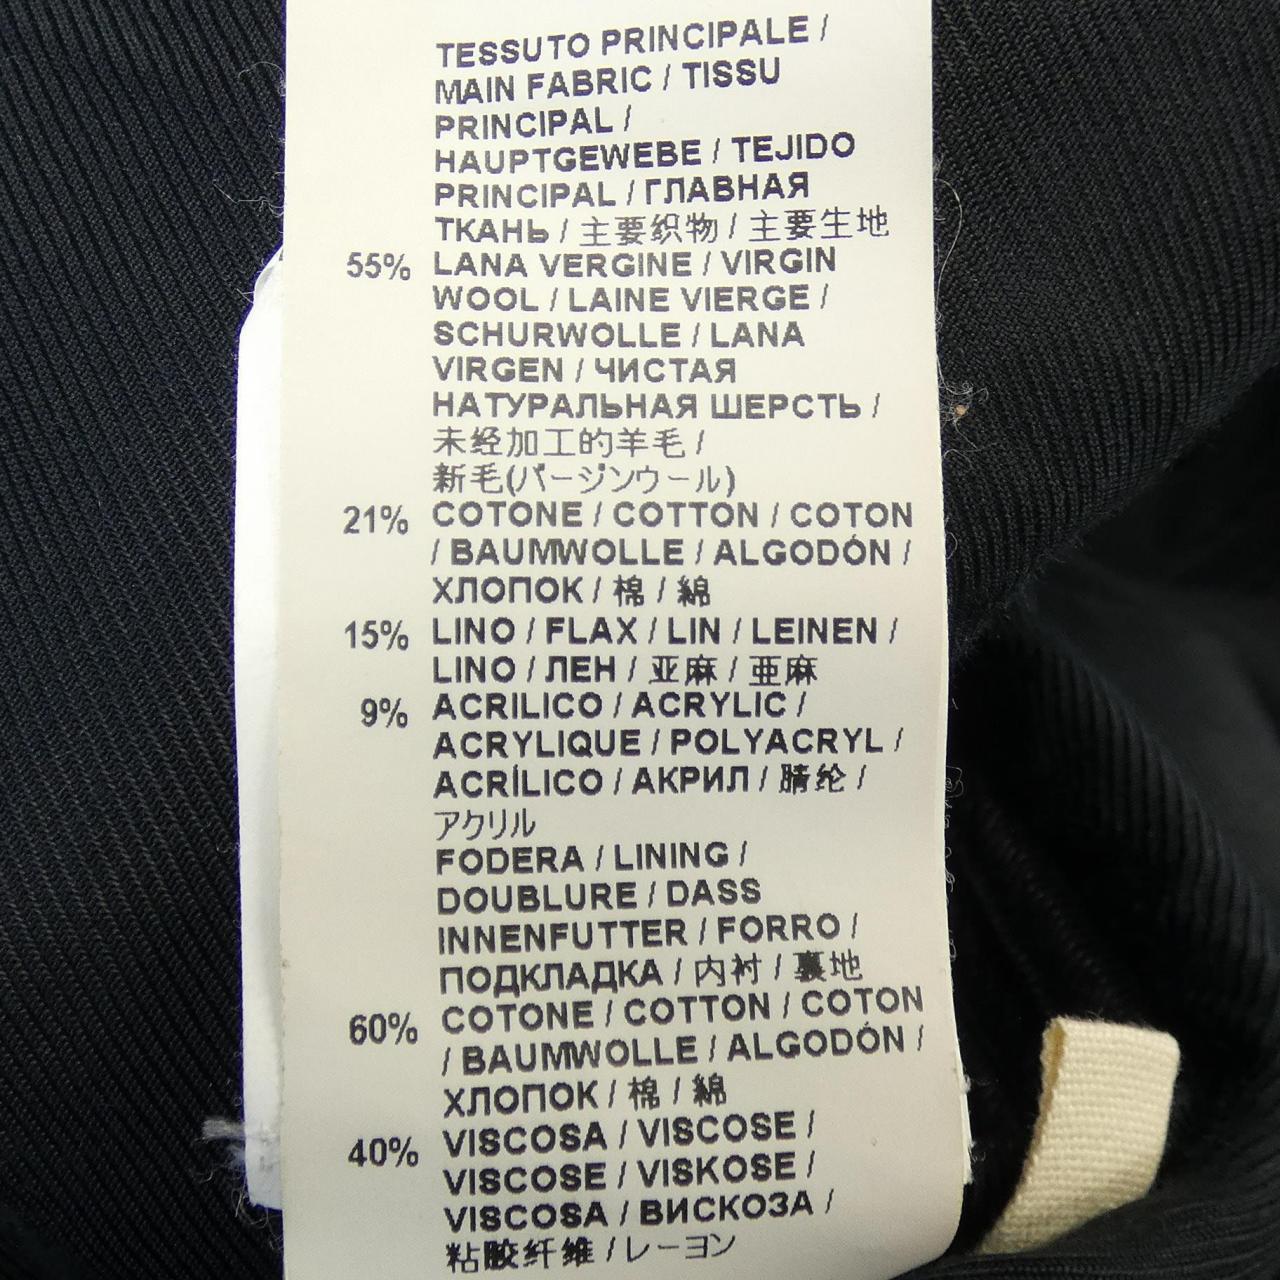 TESSUTO PRINCIPALE /
MAIN FABRIC / TISSU
PRINCIPAL /
HAUPTGEWEBE / TEJIDO
PRINCIPAL / ГЛАВНАЯ
ТКАНЬ / 主要织物 / 主要生地
55% LANA VERGINE / VIRGIN
WOOL / LAINE VIERGE /
SCHURWOLLE / LANA
VIRGEN / ЧИСТАЯ
НАТУРАЛЬНАЯ ШЕРСТЬ /
未经加工的羊毛 /
新毛(バージンウール)
21% COTONE / COTTON / COTON
/ BAUMWOLLE / ALGODÓN /
ХЛОПОК / 棉 / 綿
15% LINO / FLAX / LIN / LEINEN /
LINO / ЛЕН / 亚麻 / 亜麻
9% ACRILICO / ACRYLIC /
ACRYLIQUE / POLYACRYL /
ACRÍLICO / АКРИЛ / 腈纶 /
アクリル
FODERA / LINING /
DOUBLURE / DASS
INNENFUTTER / FORRO /
ПОДКЛАДКА / 内衬 / 裏地
60% COTONE / COTTON / COTON
/ BAUMWOLLE / ALGODÓN /
ХЛОПОК / 棉 / 綿
40% VISCOSA / VISCOSE /
VISCOSE / VISKOSE /
VISCOSA / ВИСКОЗА /
粘胶纤维 / レーヨン